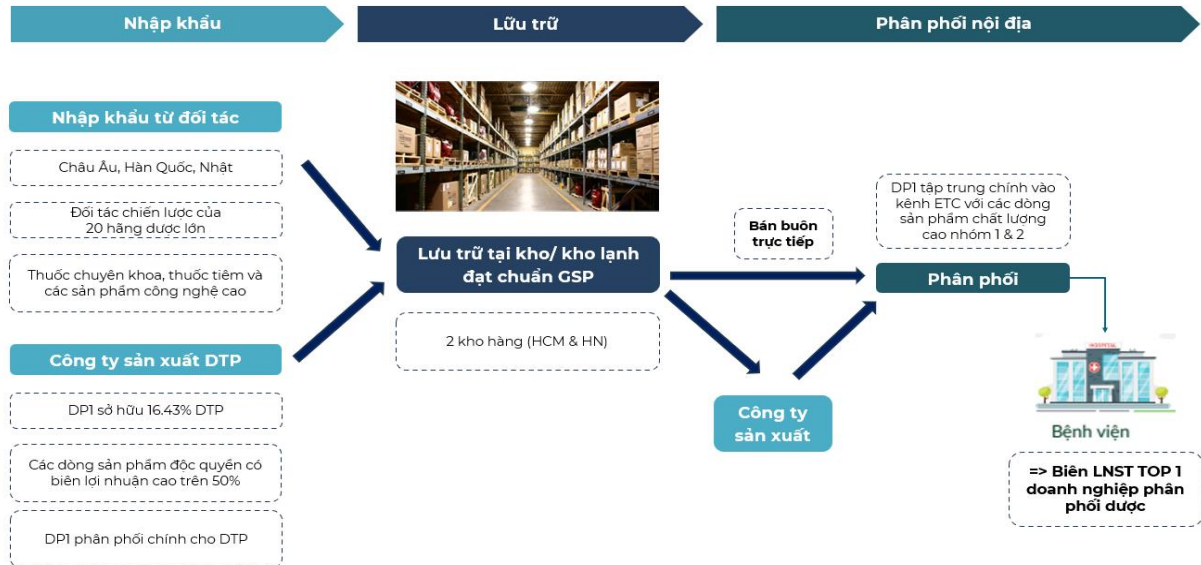 Nhập khẩu
Lữu trữ
Phân phối nội địa
Nhập khẩu từ đối tác
Châu Âu, Hàn Quốc, Nhật
Đối tác chiến lược của
20 hãng dược lớn
Thuốc chuyên khoa, thuốc tiêm và
các sản phẩm công nghệ cao
Công ty sản xuất DTP
DP1 sở hữu 16.43% DTP
Các dòng sản phẩm độc quyền có
biên lợi nhuận cao trên 50%
DP1 phân phối chính cho DTP
Lưu trữ tại kho/ kho lạnh
đạt chuẩn GSP
2 kho hàng (HCM & HN)
Bán buôn
trực tiếp
Công ty
sản xuất
DP1 tập trung chính vào
kênh ETC với các dòng
sản phẩm chất lượng
cao nhóm 1 & 2
Phân phối
HOSPITAL
Bệnh viện
=> Biên LNST TOP 1
doanh nghiệp phân
phối dược